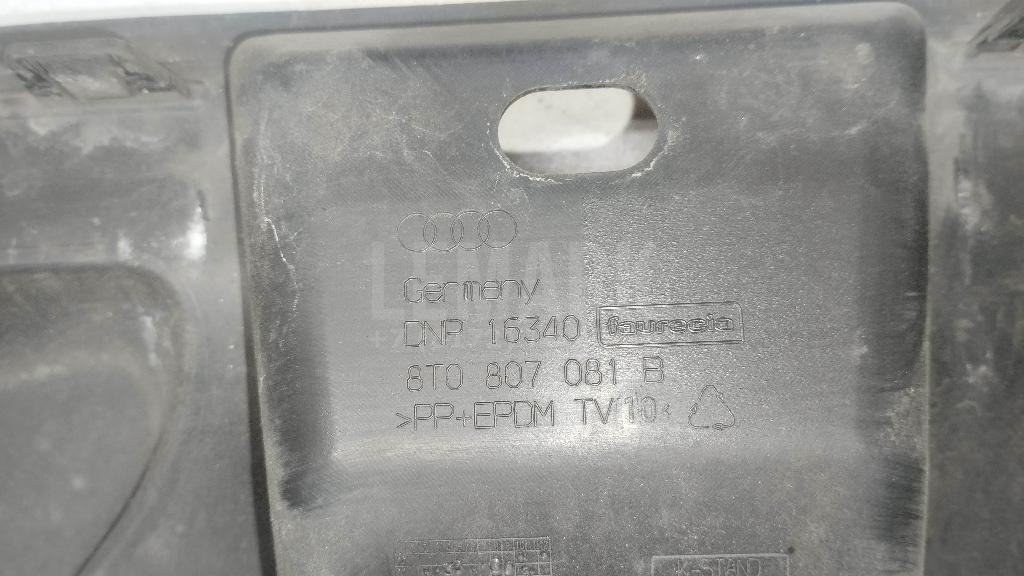 Germany
DNP 16340 faurecia
8T0 807 081 B
>PP+EPDM TV10<
K-STAND